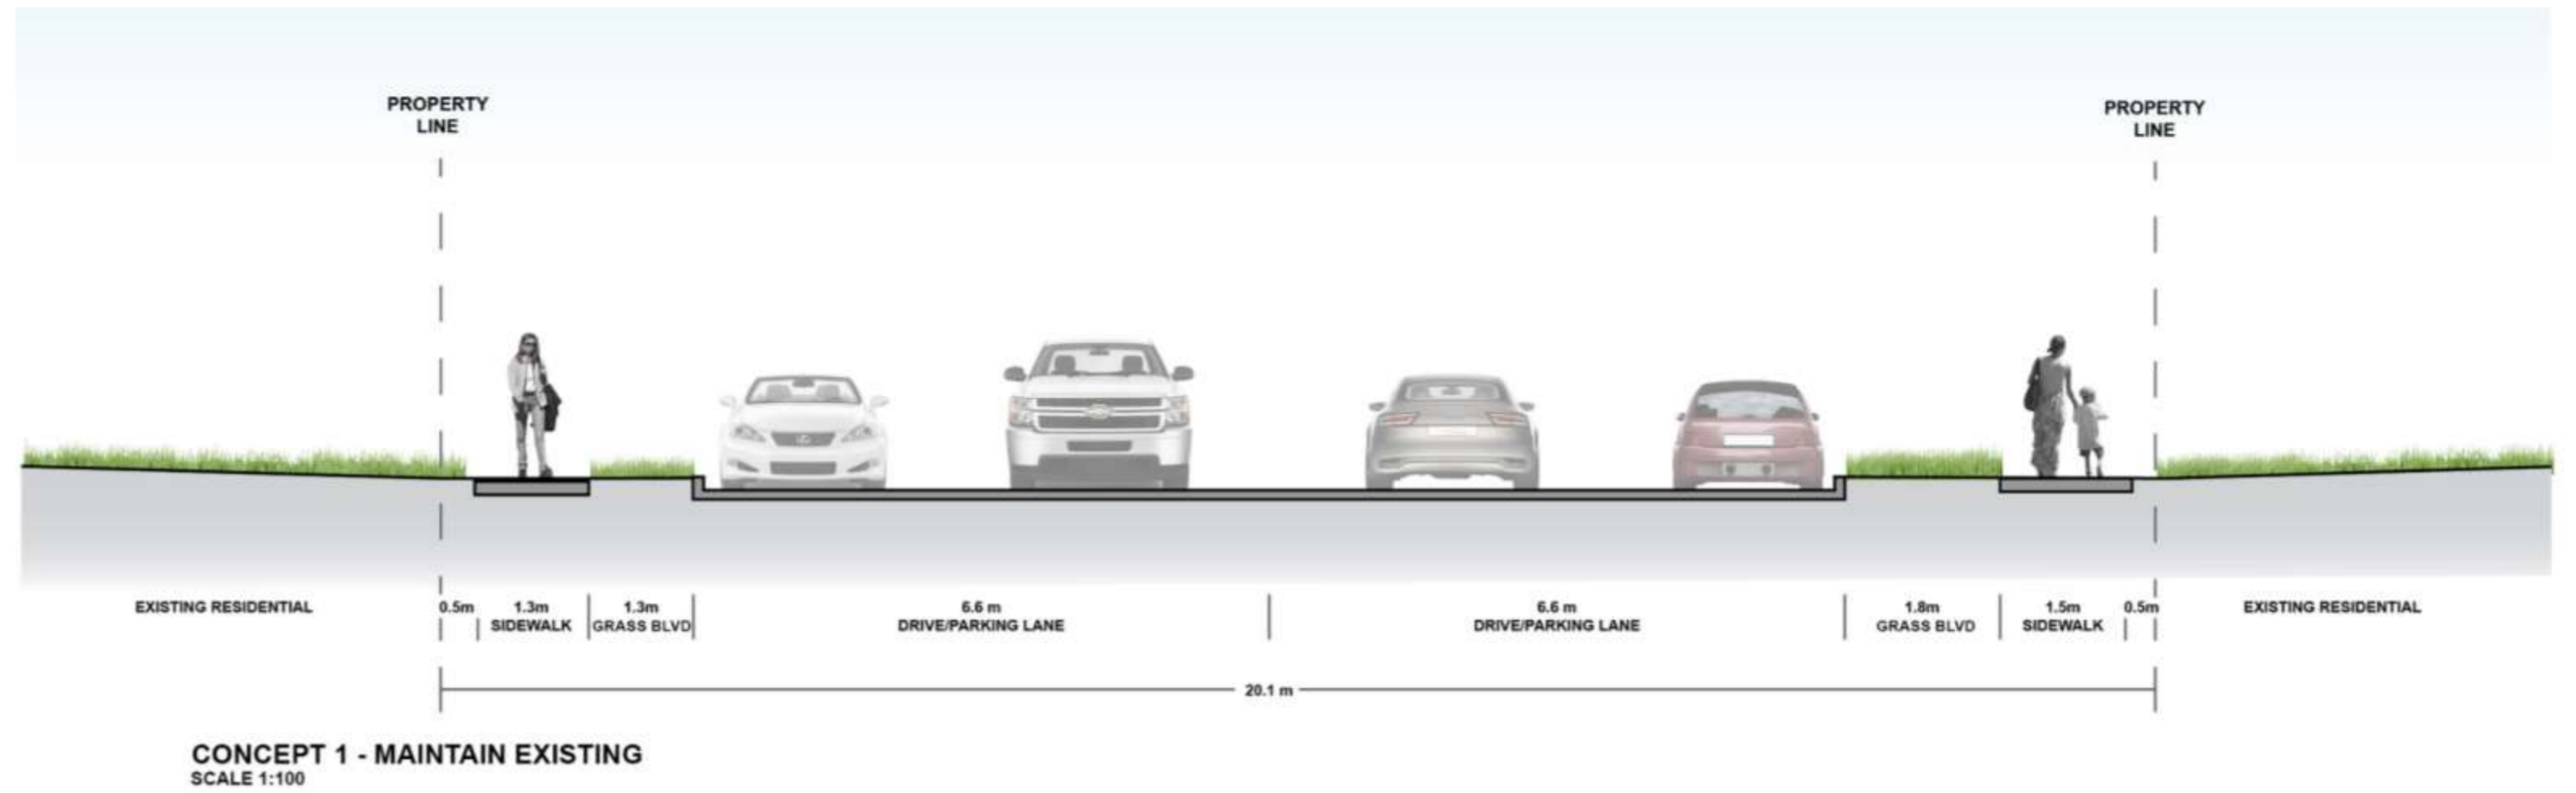 PROPERTY
LINE
PROPERTY
LINE
EXISTING RESIDENTIAL
0.5m
1.3m
SIDEWALK
1.3m
GRASS BLVD
6.6 m
DRIVE/PARKING LANE
6.6 m
DRIVE/PARKING LANE
1.8m
GRASS BLVD
1.5m
SIDEWALK
0.5m
EXISTING RESIDENTIAL
20.1 m
CONCEPT 1 - MAINTAIN EXISTING
SCALE 1:100